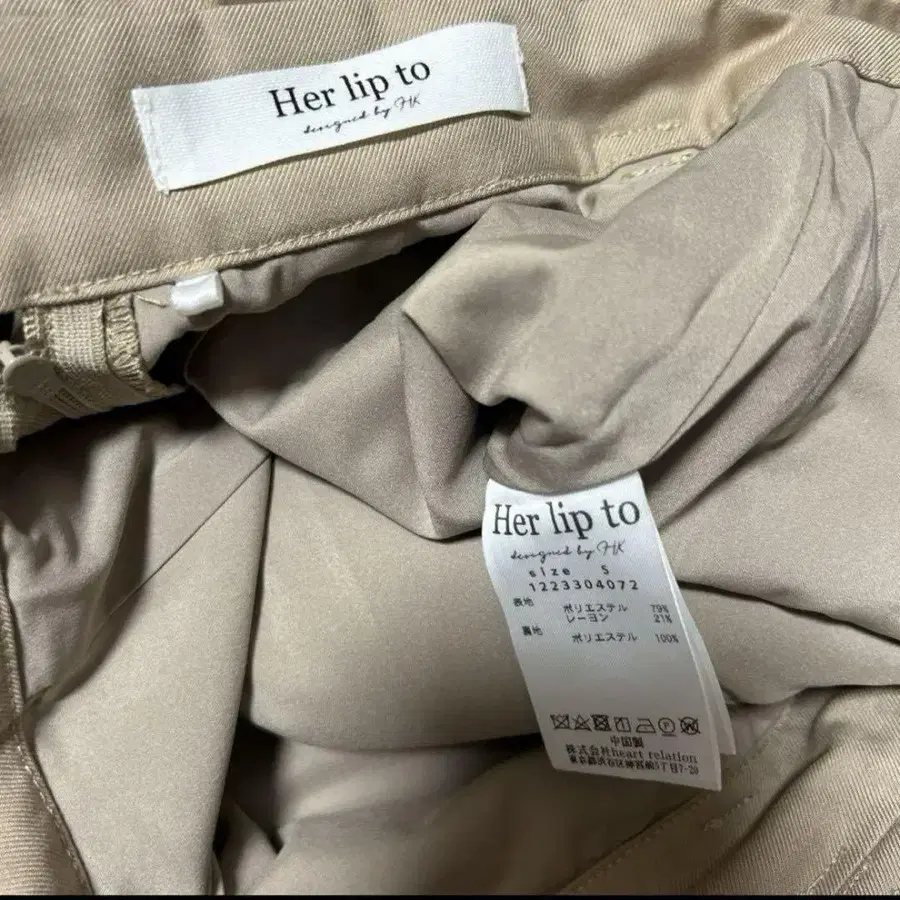 Her lip to
designed by HK
Her lip to
designed by HK
size S
1223304072
表地 ポリエステル 79%
レーヨン 21%
裏地 ポリエステル 100%
中国製
株式会社heart relation
東京都渋谷区神宮前5丁目7-20